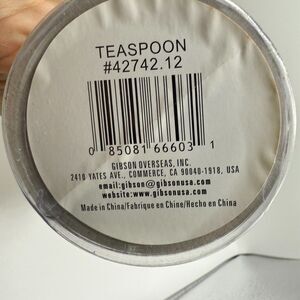 TEASPOON
#42742.12
0 85081 66603 1
GIBSON OVERSEAS, INC.
2410 YATES AVE., COMMERCE, CA 90040-1918, USA
email:gibson@gibsonusa.com
website:www.gibsonusa.com
Made in China/Fabrique en Chine/Hecho en China